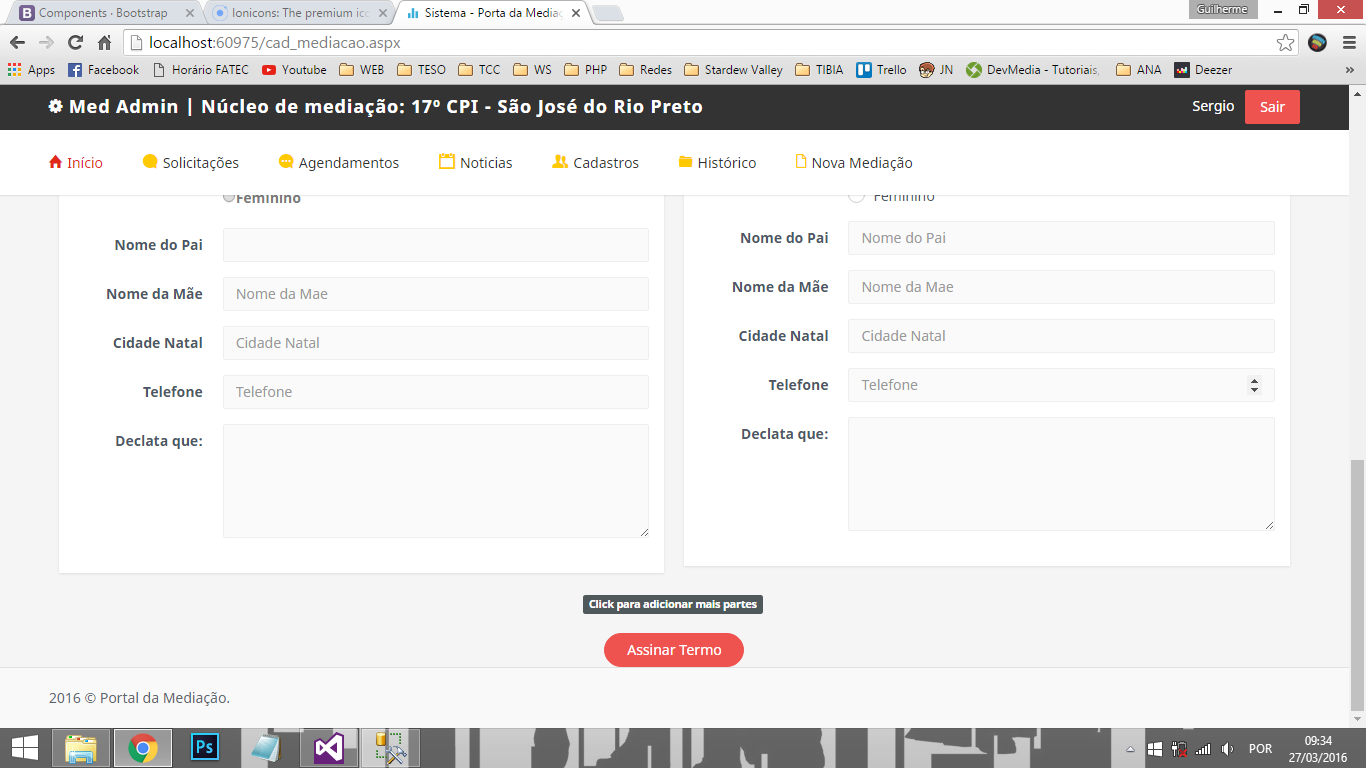 Components · Bootstrap
Ionicons: The premium ico
Sistema - Porta da Mediaç
Guilherme
localhost:60975/cad_mediacao.aspx
Apps Facebook Horário FATEC Youtube WEB TESO TCC WS PHP Redes Stardew Valley TIBIA Trello JN DevMedia - Tutoriais, ANA Deezer »
Med Admin | Núcleo de mediação: 17º CPI - São José do Rio Preto
Sergio Sair
Início Solicitações Agendamentos Noticias Cadastros Histórico Nova Mediação
Feminino
Nome do Pai
Nome da Mãe Nome da Mae
Cidade Natal Cidade Natal
Telefone Telefone
Declata que:
Feminino
Nome do Pai Nome do Pai
Nome da Mãe Nome da Mae
Cidade Natal Cidade Natal
Telefone Telefone
Declata que:
Click para adicionar mais partes
Assinar Termo
2016 © Portal da Mediação.
Ps
POR
09:34
27/03/2016